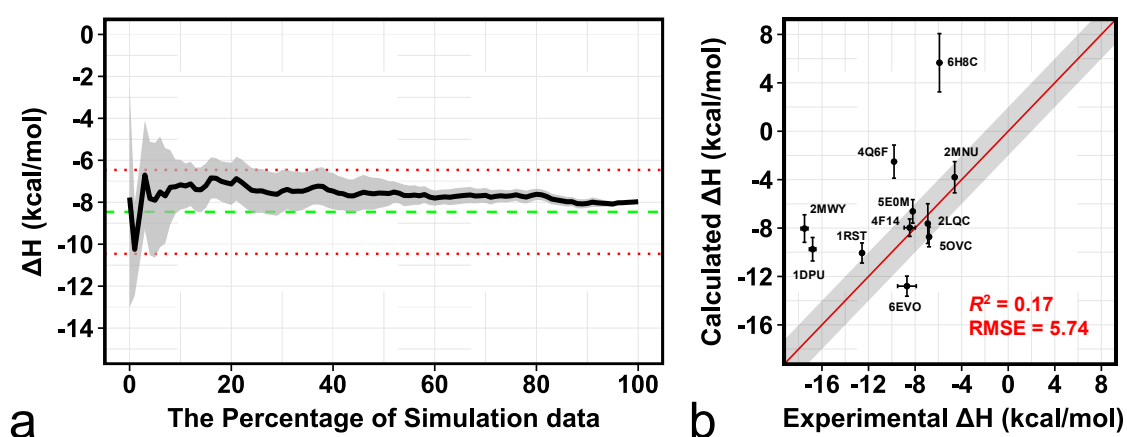 a
ΔH (kcal/mol)
0
-2
-4
-6
-8
-10
-12
-14
0 20 40 60 80 100
The Percentage of Simulation data
b
Calculated ΔH (kcal/mol)
8
4
0
-4
-8
-12
-16
6H8C
4Q6F
2MNU
5E0M
2MWY
4F14
2LQC
1RST
5OVC
1DPU
6EVO
R² = 0.17
RMSE = 5.74
-16 -12 -8 -4 0 4 8
Experimental ΔH (kcal/mol)